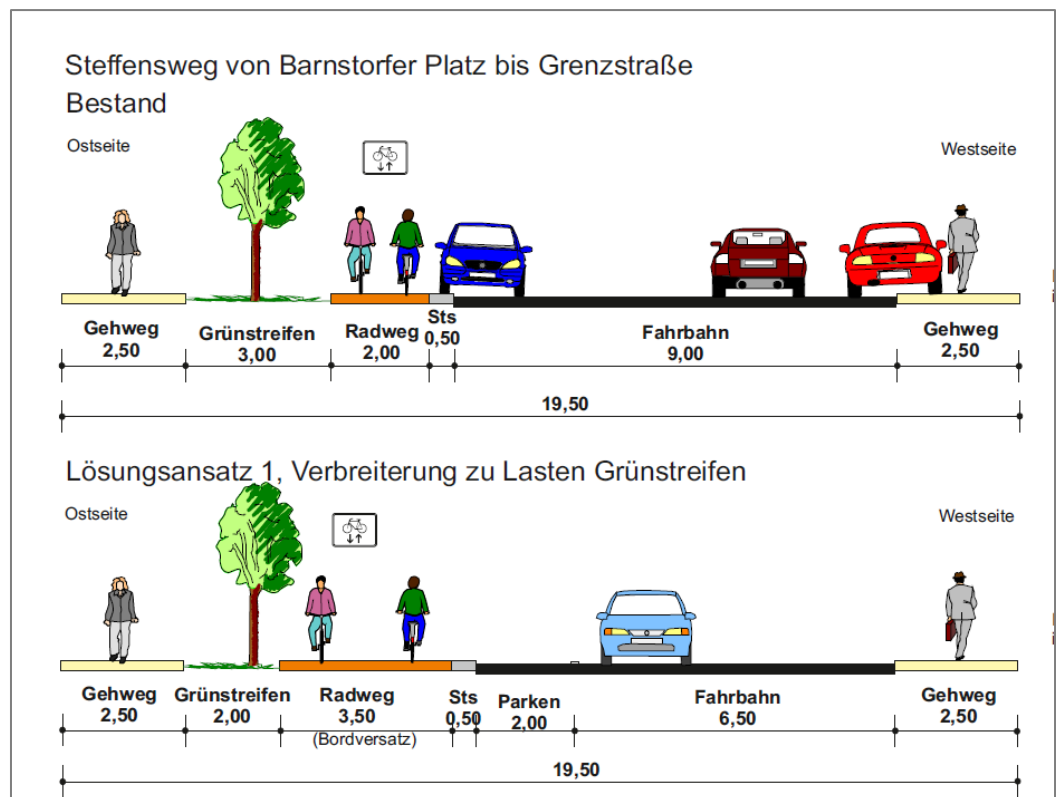 Steffensweg von Barnstorfer Platz bis Grenzstraße
Bestand
Ostseite
Westseite
Gehweg
2,50
Grünstreifen
3,00
Radweg
2,00
Sts
0,50
Fahrbahn
9,00
Gehweg
2,50
19,50
Lösungsansatz 1, Verbreiterung zu Lasten Grünstreifen
Ostseite
Westseite
Gehweg
2,50
Grünstreifen
2,00
Radweg
3,50
(Bordversatz)
Sts
0,50
Parken
2,00
Fahrbahn
6,50
Gehweg
2,50
19,50